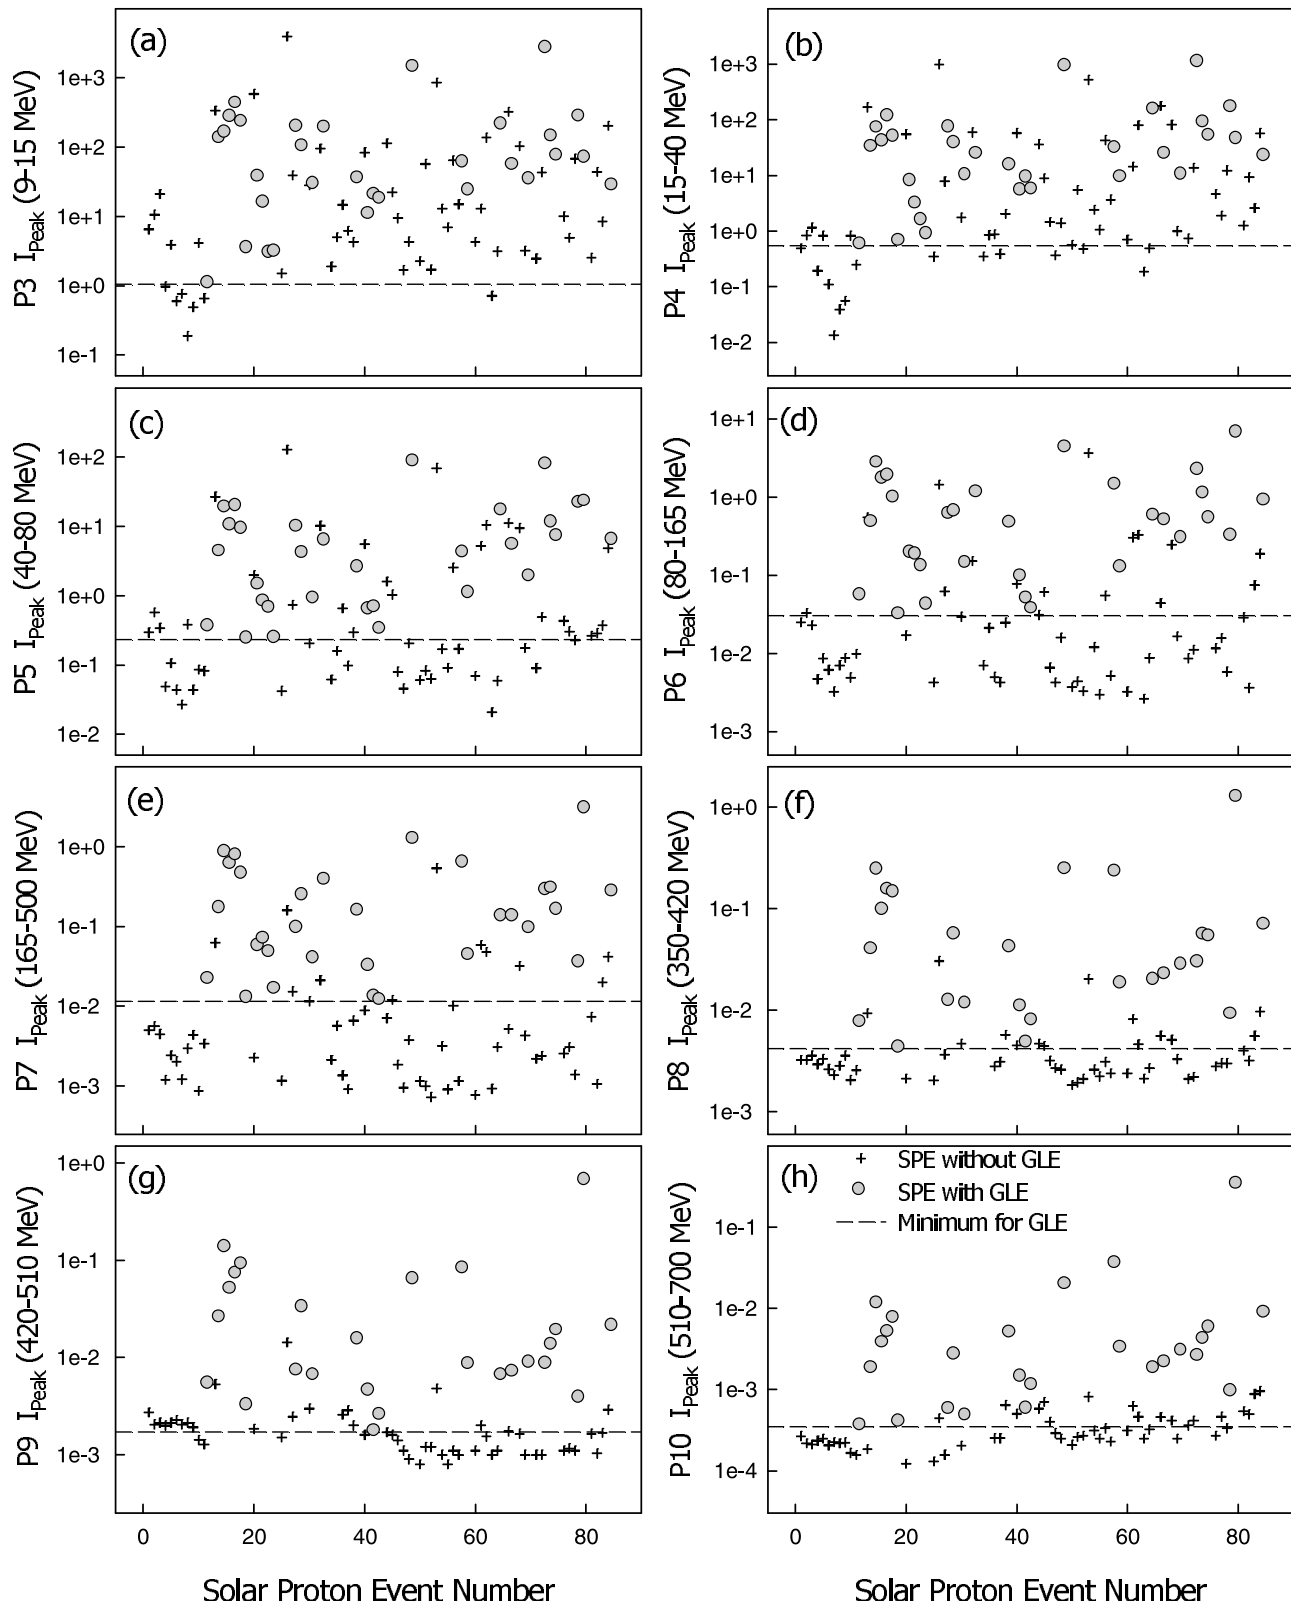 (a)
P3 I_Peak (9-15 MeV)
1e+3
1e+2
1e+1
1e+0
1e-1
(b)
P4 I_Peak (15-40 MeV)
1e+3
1e+2
1e+1
1e+0
1e-1
1e-2
(c)
P5 I_Peak (40-80 MeV)
1e+2
1e+1
1e+0
1e-1
1e-2
(d)
P6 I_Peak (80-165 MeV)
1e+1
1e+0
1e-1
1e-2
1e-3
(e)
P7 I_Peak (165-500 MeV)
1e+0
1e-1
1e-2
1e-3
(f)
P8 I_Peak (350-420 MeV)
1e+0
1e-1
1e-2
1e-3
(g)
P9 I_Peak (420-510 MeV)
1e+0
1e-1
1e-2
1e-3
0 20 40 60 80
Solar Proton Event Number
(h)
SPE without GLE
SPE with GLE
Minimum for GLE
P10 I_Peak (510-700 MeV)
1e-1
1e-2
1e-3
1e-4
0 20 40 60 80
Solar Proton Event Number